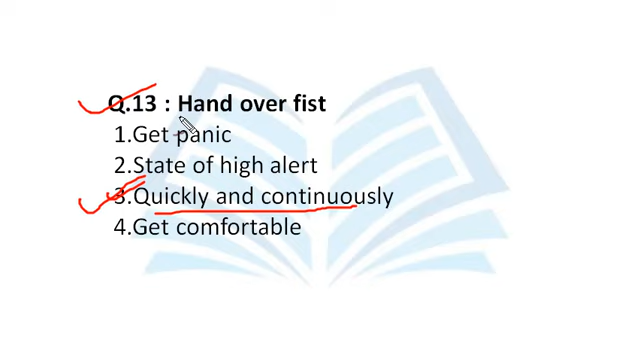 Q.13 : Hand over fist
1.Get panic
2.State of high alert
3.Quickly and continuously
4.Get comfortable